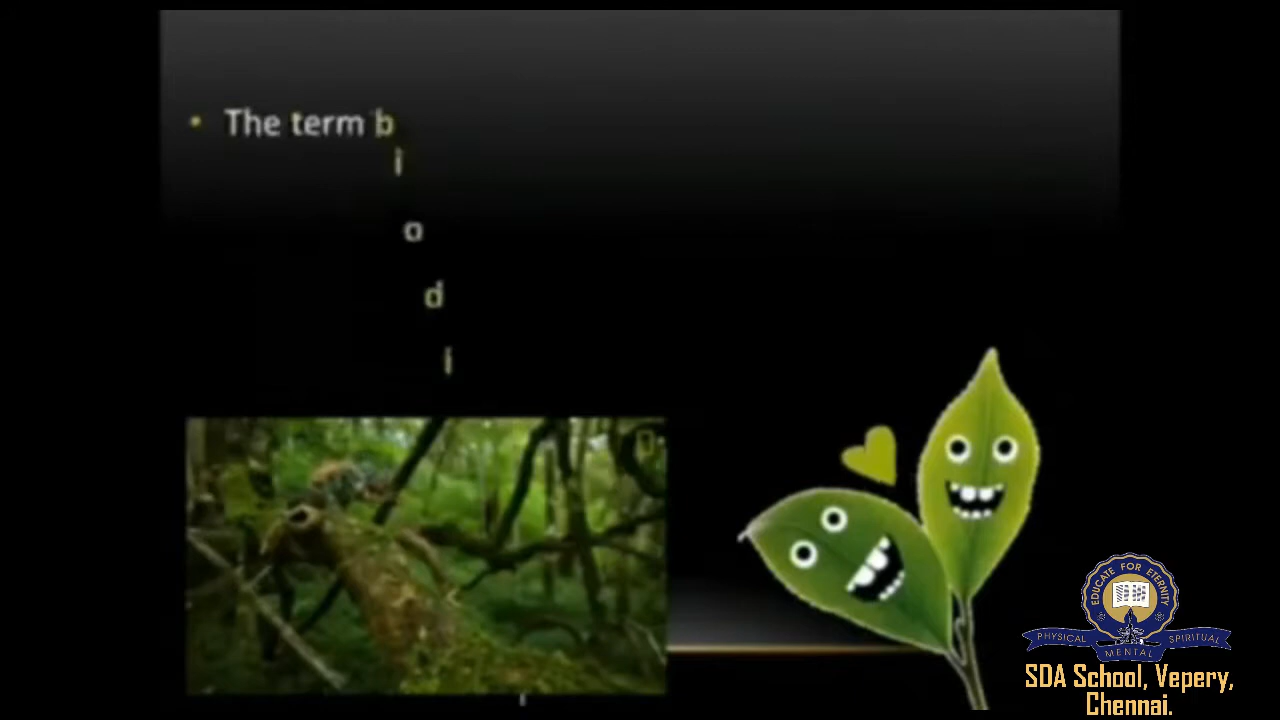 • The term b
i
o
d
i
EDUCATE FOR ETERNITY
PHYSICAL
MENTAL
SPIRITUAL
SDA School, Vepery,
Chennai.